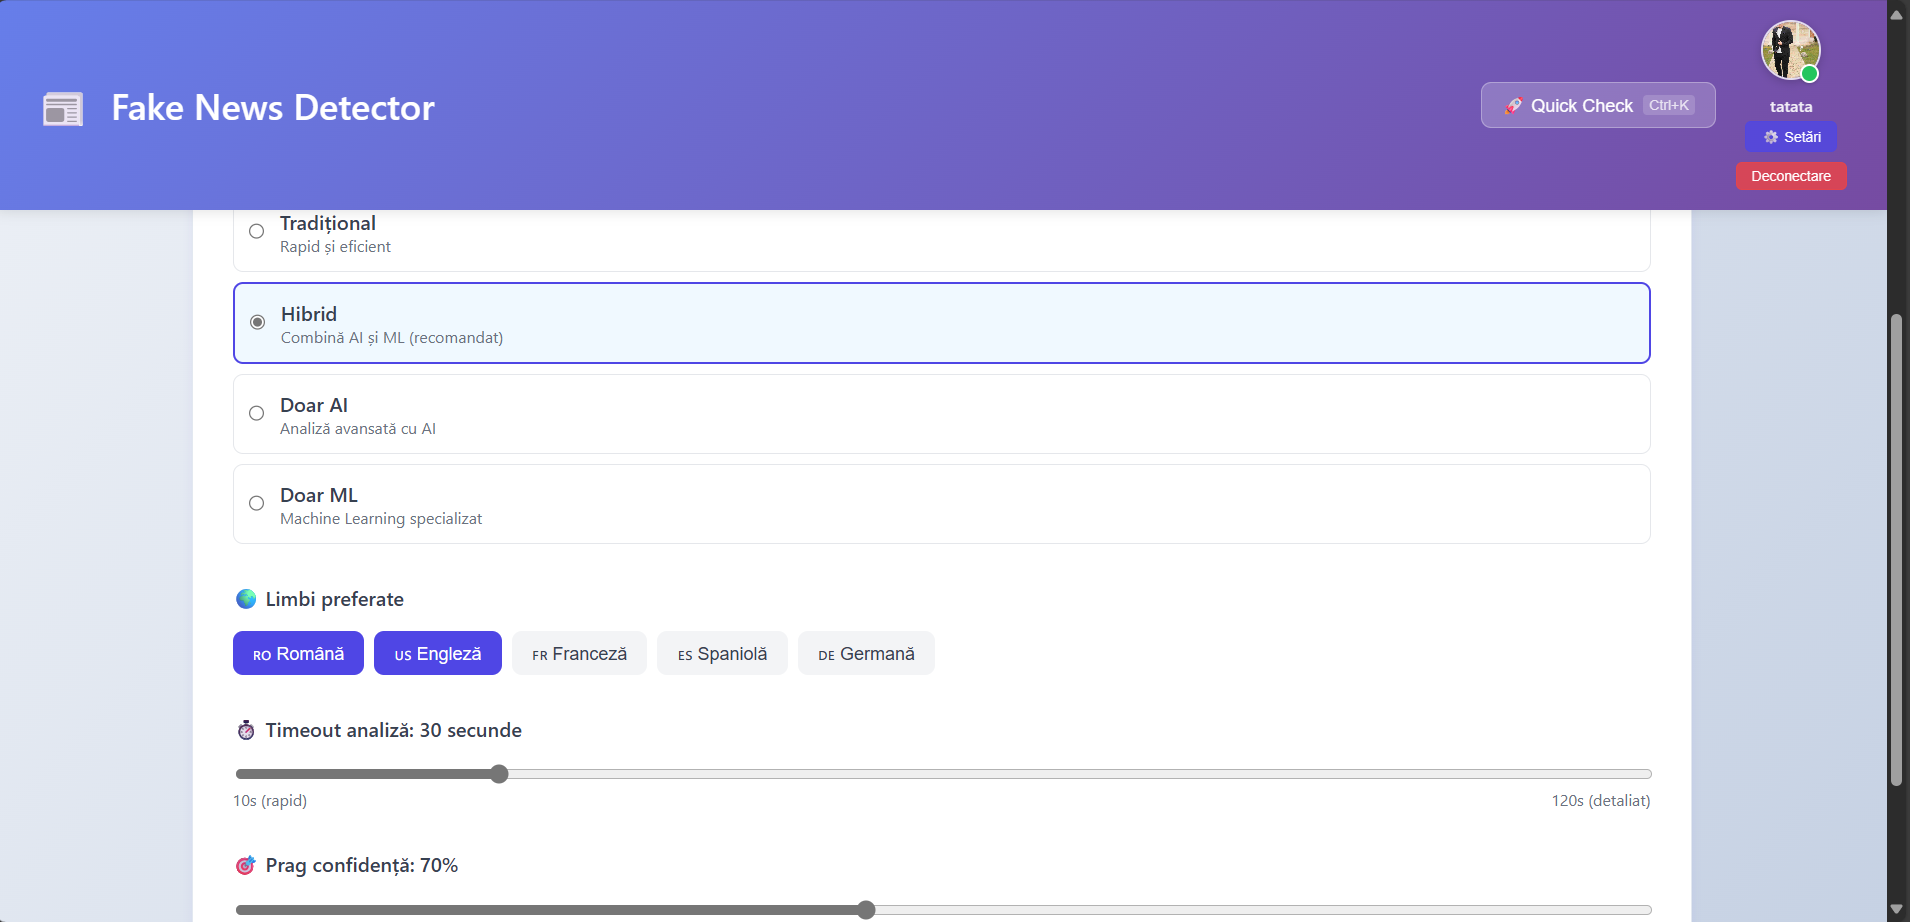 Fake News Detector
Quick Check Ctrl+K
tatata
Setări
Deconectare
Tradițional
Rapid și eficient
Hibrid
Combină AI și ML (recomandat)
Doar AI
Analiză avansată cu AI
Doar ML
Machine Learning specializat
Limbi preferate
RO Română US Engleză FR Franceză ES Spaniolă DE Germană
Timeout analiză: 30 secunde
10s (rapid) 120s (detaliat)
Prag confidență: 70%